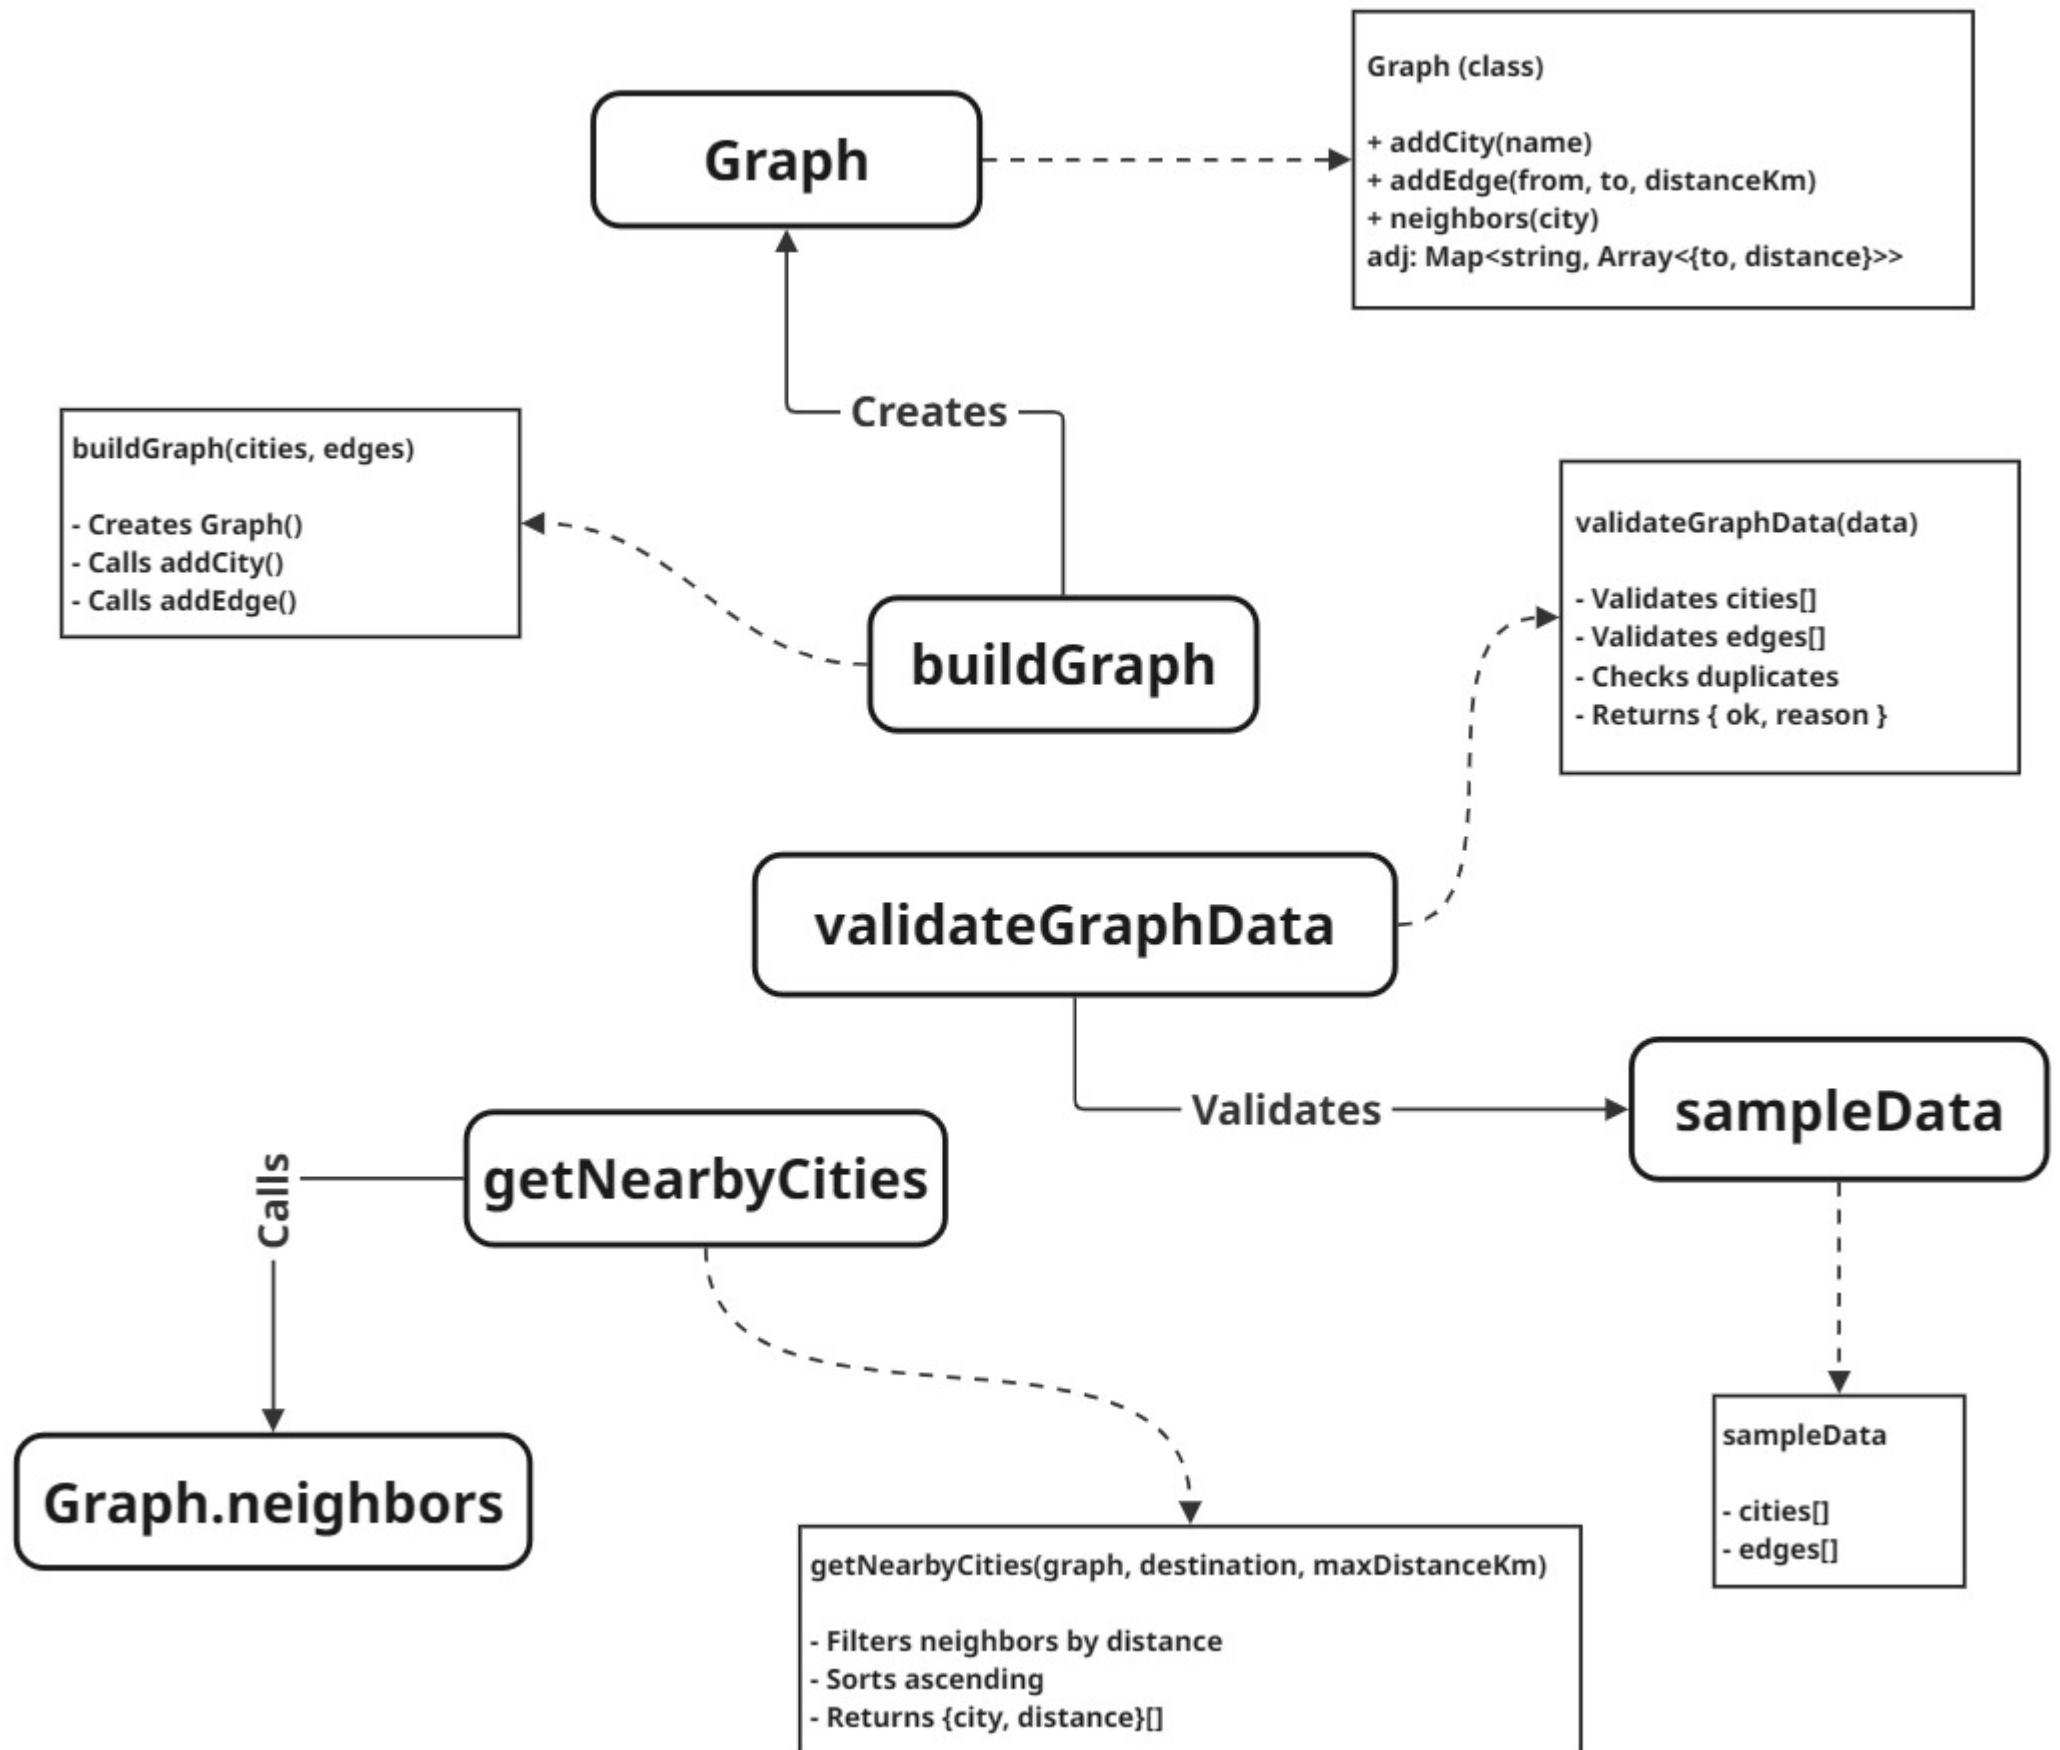 Graph
Graph (class)
+ addCity(name)
+ addEdge(from, to, distanceKm)
+ neighbors(city)
adj: Map<string, Array<{to, distance}>>
Creates
buildGraph(cities, edges)
- Creates Graph()
- Calls addCity()
- Calls addEdge()
buildGraph
validateGraphData(data)
- Validates cities[]
- Validates edges[]
- Checks duplicates
- Returns { ok, reason }
validateGraphData
Validates
sampleData
getNearbyCities
Calls
Graph.neighbors
sampleData
- cities[]
- edges[]
getNearbyCities(graph, destination, maxDistanceKm)
- Filters neighbors by distance
- Sorts ascending
- Returns {city, distance}[]